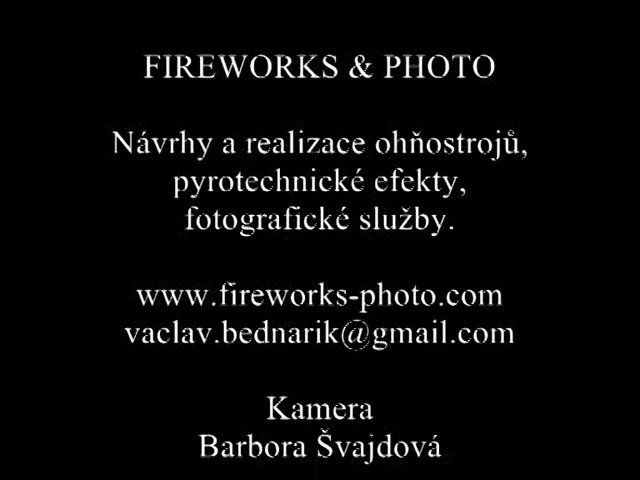 FIREWORKS & PHOTO
Návrhy a realizace ohňostrojů,
pyrotechnické efekty,
fotografické služby.
www.fireworks-photo.com
vaclav.bednarik@gmail.com
Kamera
Barbora Švajdová